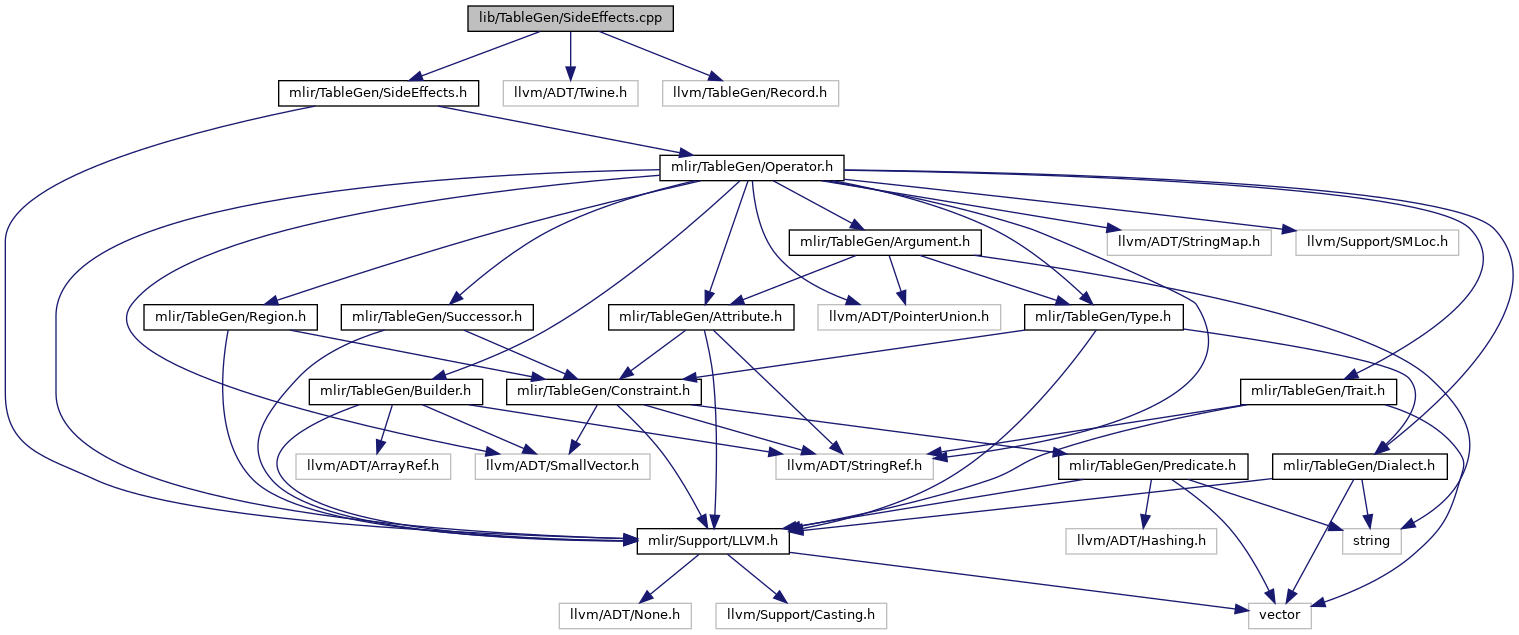 lib/TableGen/SideEffects.cpp
mlir/TableGen/SideEffects.h
llvm/ADT/Twine.h
llvm/TableGen/Record.h
mlir/TableGen/Operator.h
mlir/TableGen/Argument.h
llvm/ADT/StringMap.h
llvm/Support/SMLoc.h
mlir/TableGen/Region.h
mlir/TableGen/Successor.h
mlir/TableGen/Attribute.h
llvm/ADT/PointerUnion.h
mlir/TableGen/Type.h
mlir/TableGen/Builder.h
mlir/TableGen/Constraint.h
mlir/TableGen/Trait.h
llvm/ADT/ArrayRef.h
llvm/ADT/SmallVector.h
llvm/ADT/StringRef.h
mlir/TableGen/Predicate.h
mlir/TableGen/Dialect.h
mlir/Support/LLVM.h
llvm/ADT/Hashing.h
string
llvm/ADT/None.h
llvm/Support/Casting.h
vector